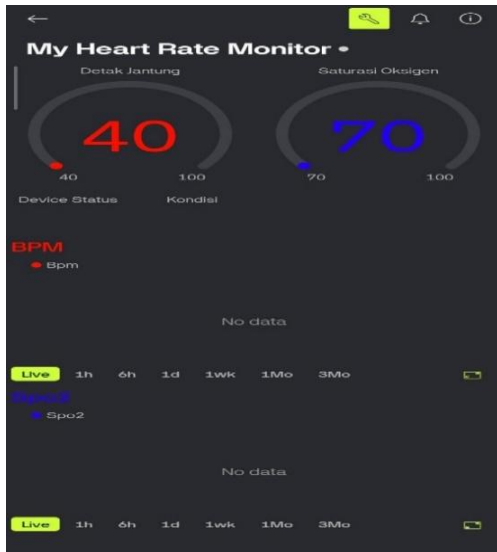 My Heart Rate Monitor
Detak Jantung Saturasi Oksigen
40 70
40 100 70 100
Device Status Kondisi
BPM
Bpm
No data
Live 1h 6h 1d 1wk 1Mo 3Mo
Spo2
Spo2
No data
Live 1h 6h 1d 1wk 1Mo 3Mo